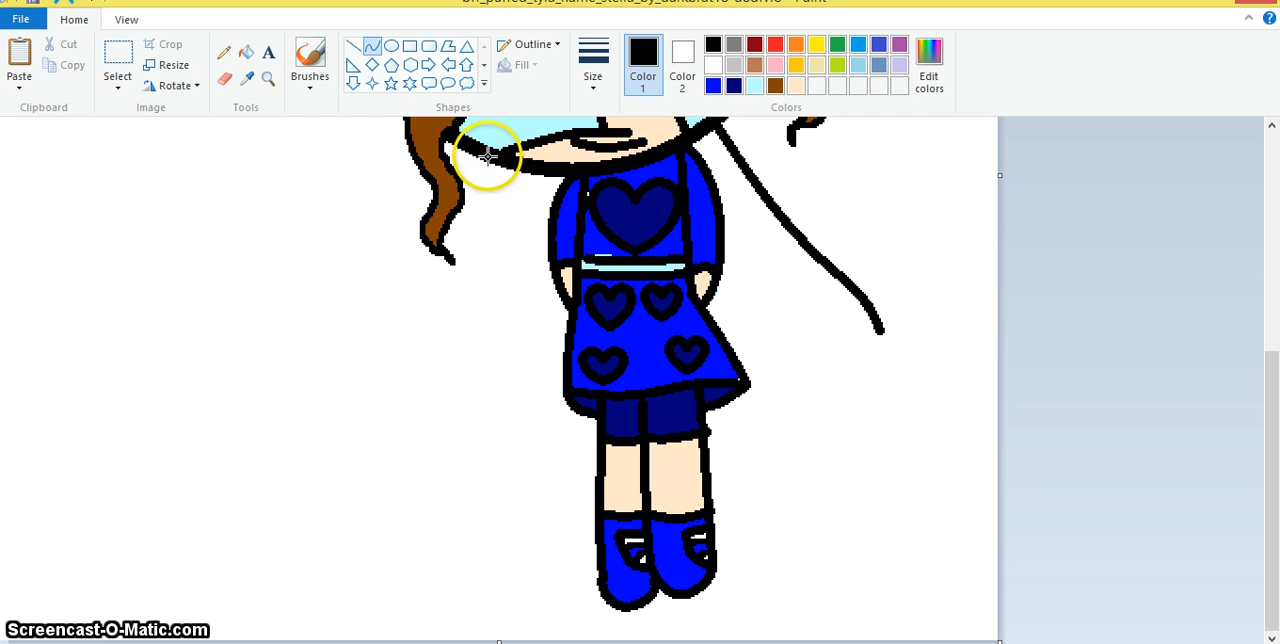 File Home View
Paste Cut Copy Clipboard
Select Crop Resize Rotate Image
Tools
Brushes
Outline Fill Shapes
Size
Color 1 Color 2 Edit colors Colors
Screencast-O-Matic.com